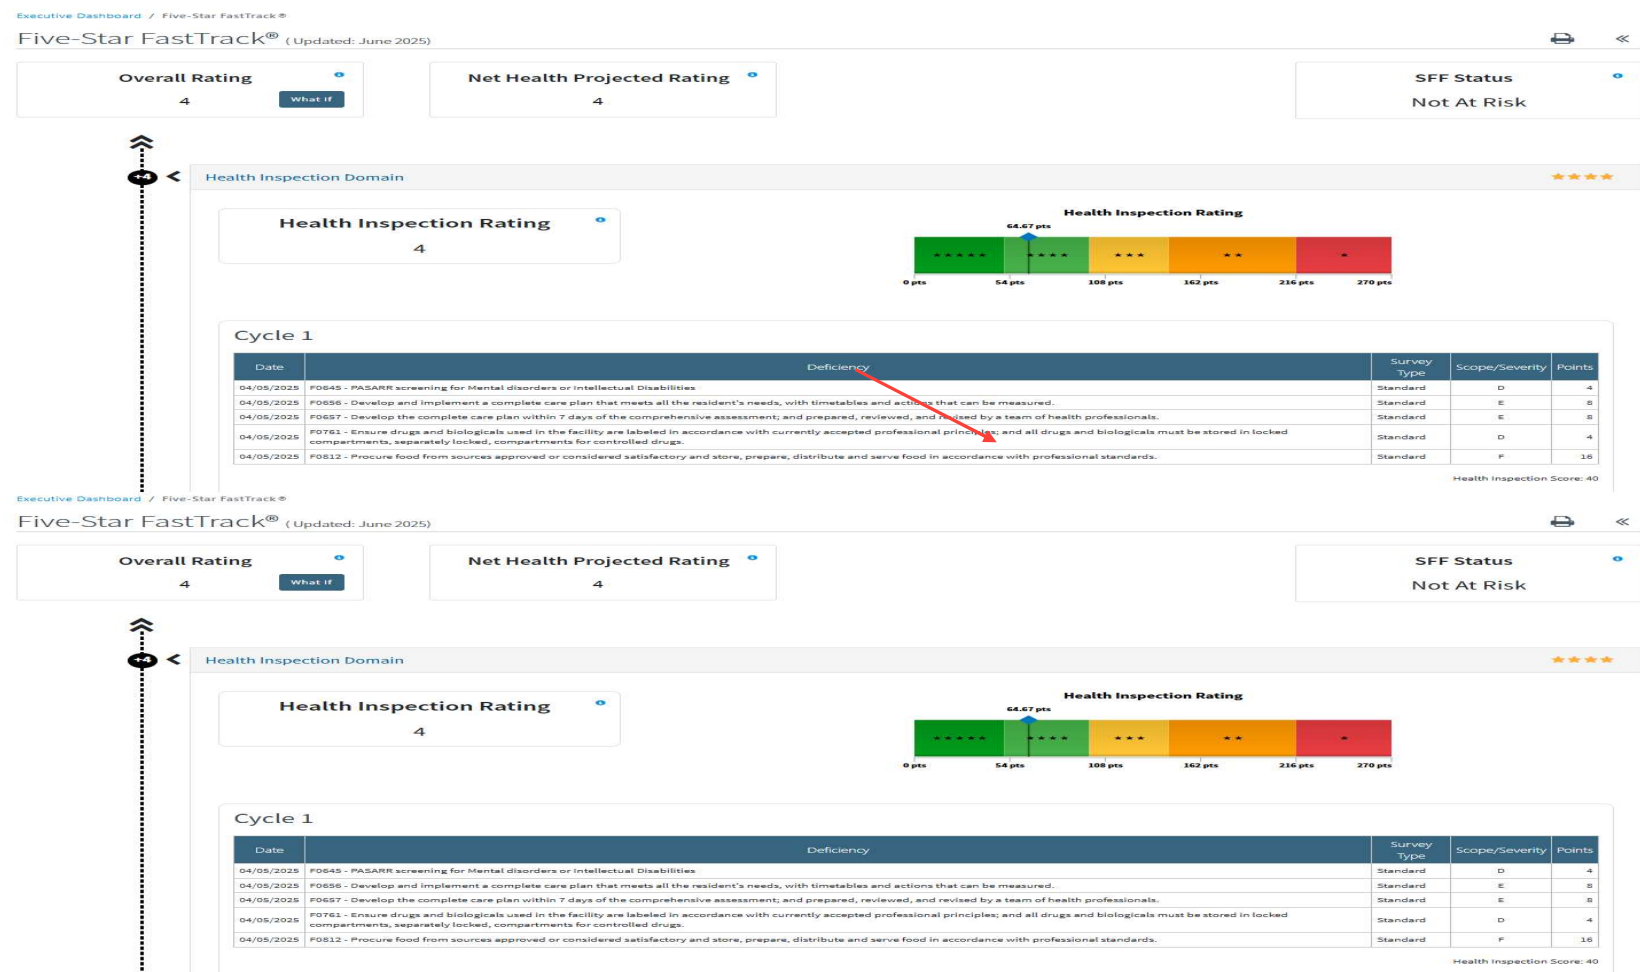 Executive Dashboard / Five-Star FastTrack®
Five-Star FastTrack® (Updated: June 2025)
Overall Rating
4
What If
Net Health Projected Rating
4
SFF Status
Not At Risk
+4
Health Inspection Domain
Health Inspection Rating
4
Health Inspection Rating
64.67 pts
0 pts 54 pts 108 pts 162 pts 216 pts 270 pts
Cycle 1
Date Deficiency Survey Type Scope/Severity Points
04/05/2025 F0645 - PASARR screening for Mental disorders or Intellectual Disabilities Standard D 4
04/05/2025 F0656 - Develop and implement a complete care plan that meets all the resident's needs, with timetables and actions that can be measured. Standard E 8
04/05/2025 F0657 - Develop the complete care plan within 7 days of the comprehensive assessment; and prepared, reviewed, and revised by a team of health professionals. Standard E 8
04/05/2025 F0761 - Ensure drugs and biologicals used in the facility are labeled in accordance with currently accepted professional principles; and all drugs and biologicals must be stored in locked
compartments, separately locked, compartments for controlled drugs. Standard D 4
04/05/2025 F0812 - Procure food from sources approved or considered satisfactory and store, prepare, distribute and serve food in accordance with professional standards. Standard F 16
Health Inspection Score: 40
Executive Dashboard / Five-Star FastTrack®
Five-Star FastTrack® (Updated: June 2025)
Overall Rating
4
What If
Net Health Projected Rating
4
SFF Status
Not At Risk
+4
Health Inspection Domain
Health Inspection Rating
4
Health Inspection Rating
64.67 pts
0 pts 54 pts 108 pts 162 pts 216 pts 270 pts
Cycle 1
Date Deficiency Survey Type Scope/Severity Points
04/05/2025 F0645 - PASARR screening for Mental disorders or Intellectual Disabilities Standard D 4
04/05/2025 F0656 - Develop and implement a complete care plan that meets all the resident's needs, with timetables and actions that can be measured. Standard E 8
04/05/2025 F0657 - Develop the complete care plan within 7 days of the comprehensive assessment; and prepared, reviewed, and revised by a team of health professionals. Standard E 8
04/05/2025 F0761 - Ensure drugs and biologicals used in the facility are labeled in accordance with currently accepted professional principles; and all drugs and biologicals must be stored in locked
compartments, separately locked, compartments for controlled drugs. Standard D 4
04/05/2025 F0812 - Procure food from sources approved or considered satisfactory and store, prepare, distribute and serve food in accordance with professional standards. Standard F 16
Health Inspection Score: 40